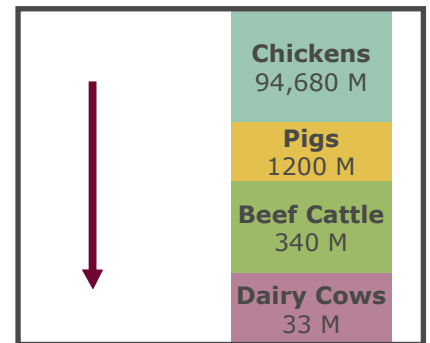 Chickens
94,680 M
Pigs
1200 M
Beef Cattle
340 M
Dairy Cows
33 M